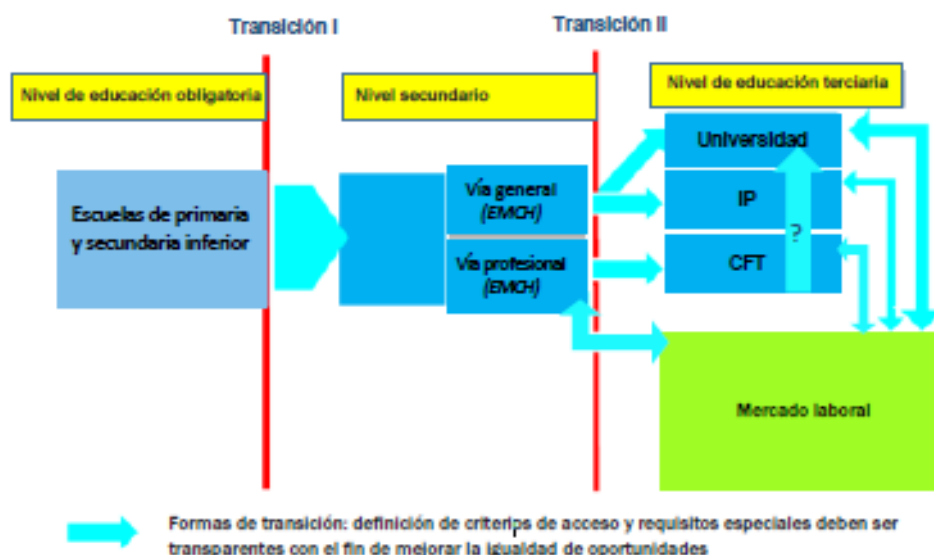 Transición I
Transición II
Nivel de educación obligatoria
Nivel secundario
Nivel de educación terciaria
Escuelas de primaria
y secundaria inferior
Vía general
(EMCH)
Vía profesional
(EMCH)
Universidad
IP
?
CFT
Mercado laboral
Formas de transición: definición de criterios de acceso y requisitos especiales deben ser
transparentes con el fin de mejorar la igualdad de oportunidades